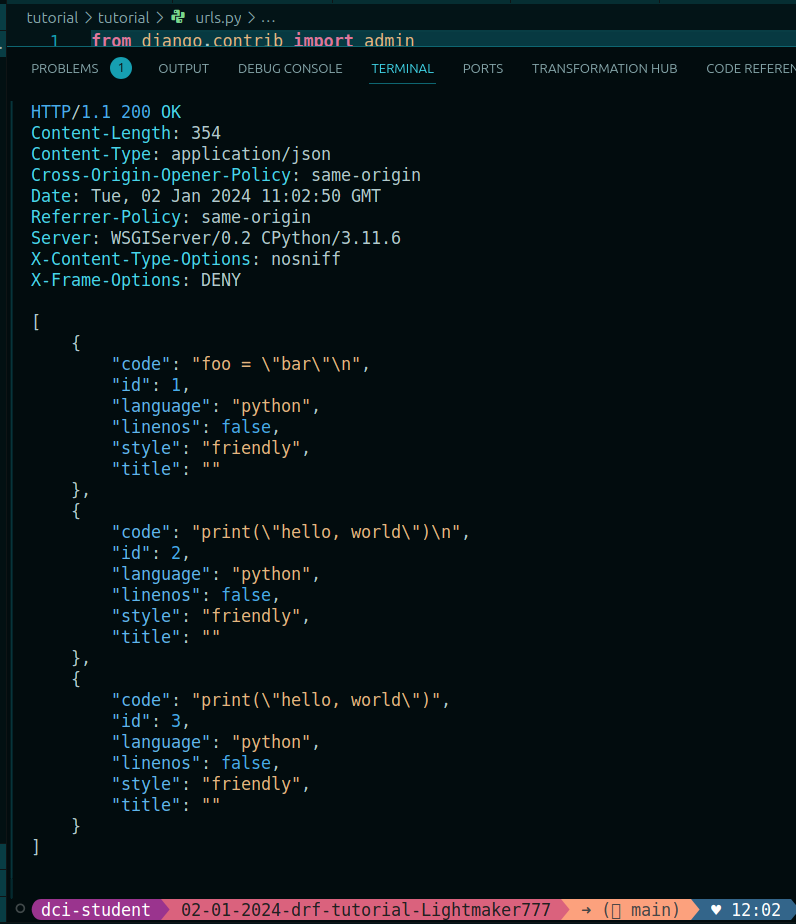 tutorial > tutorial > urls.py > ...
1 from django.contrib import admin
PROBLEMS 1 OUTPUT DEBUG CONSOLE TERMINAL PORTS TRANSFORMATION HUB CODE REFEREN
HTTP/1.1 200 OK
Content-Length: 354
Content-Type: application/json
Cross-Origin-Opener-Policy: same-origin
Date: Tue, 02 Jan 2024 11:02:50 GMT
Referrer-Policy: same-origin
Server: WSGIServer/0.2 CPython/3.11.6
X-Content-Type-Options: nosniff
X-Frame-Options: DENY
[
{
"code": "foo = \"bar\"\n",
"id": 1,
"language": "python",
"linenos": false,
"style": "friendly",
"title": ""
},
{
"code": "print(\"hello, world\")\n",
"id": 2,
"language": "python",
"linenos": false,
"style": "friendly",
"title": ""
},
{
"code": "print(\"hello, world\")",
"id": 3,
"language": "python",
"linenos": false,
"style": "friendly",
"title": ""
}
]
dci-student 02-01-2024-drf-tutorial-Lightmaker777 → (▯ main) ♥ 12:02